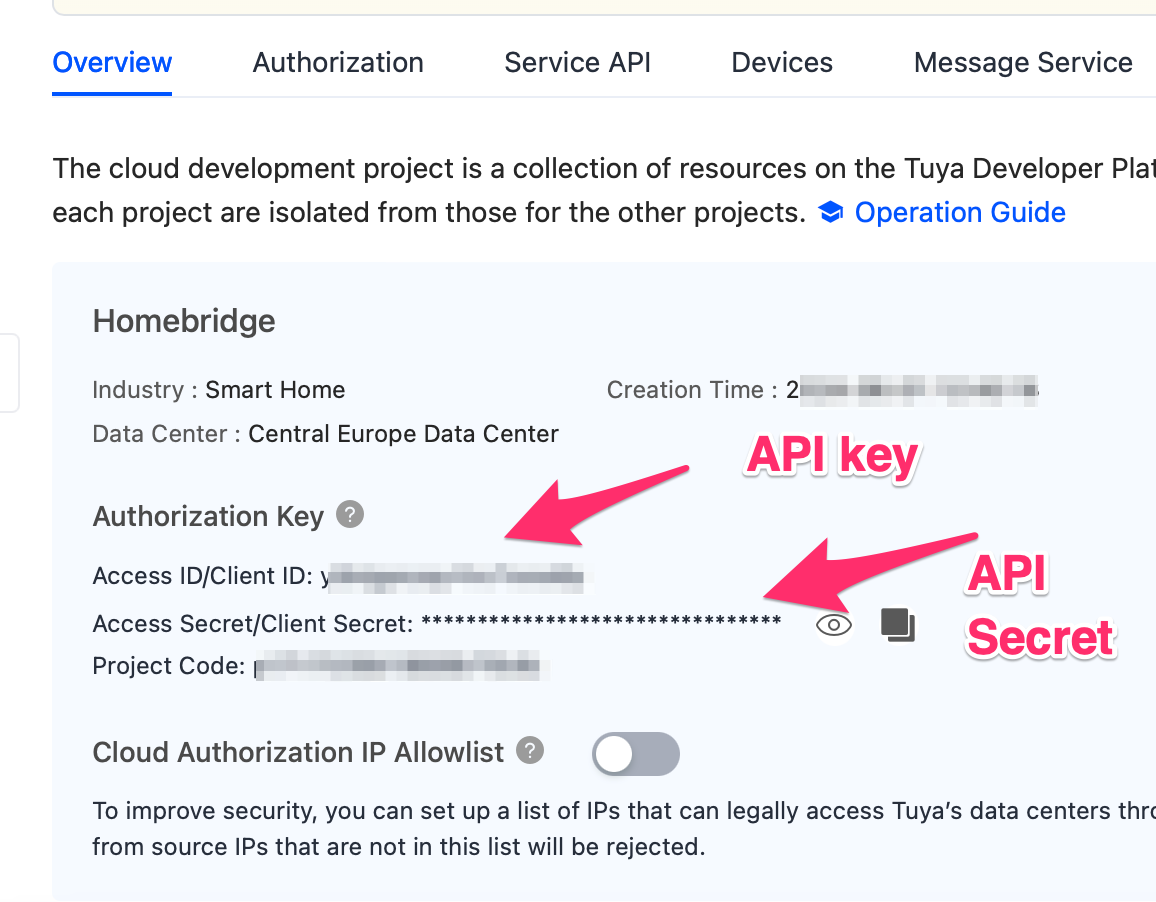 Overview Authorization Service API Devices Message Service
The cloud development project is a collection of resources on the Tuya Developer Plat
each project are isolated from those for the other projects. Operation Guide
Homebridge
Industry : Smart Home Creation Time : 2
Data Center : Central Europe Data Center
API key
Authorization Key ?
Access ID/Client ID: y
API
Access Secret/Client Secret: ********************************
Secret
Project Code: p
Cloud Authorization IP Allowlist ?
To improve security, you can set up a list of IPs that can legally access Tuya's data centers thro
from source IPs that are not in this list will be rejected.